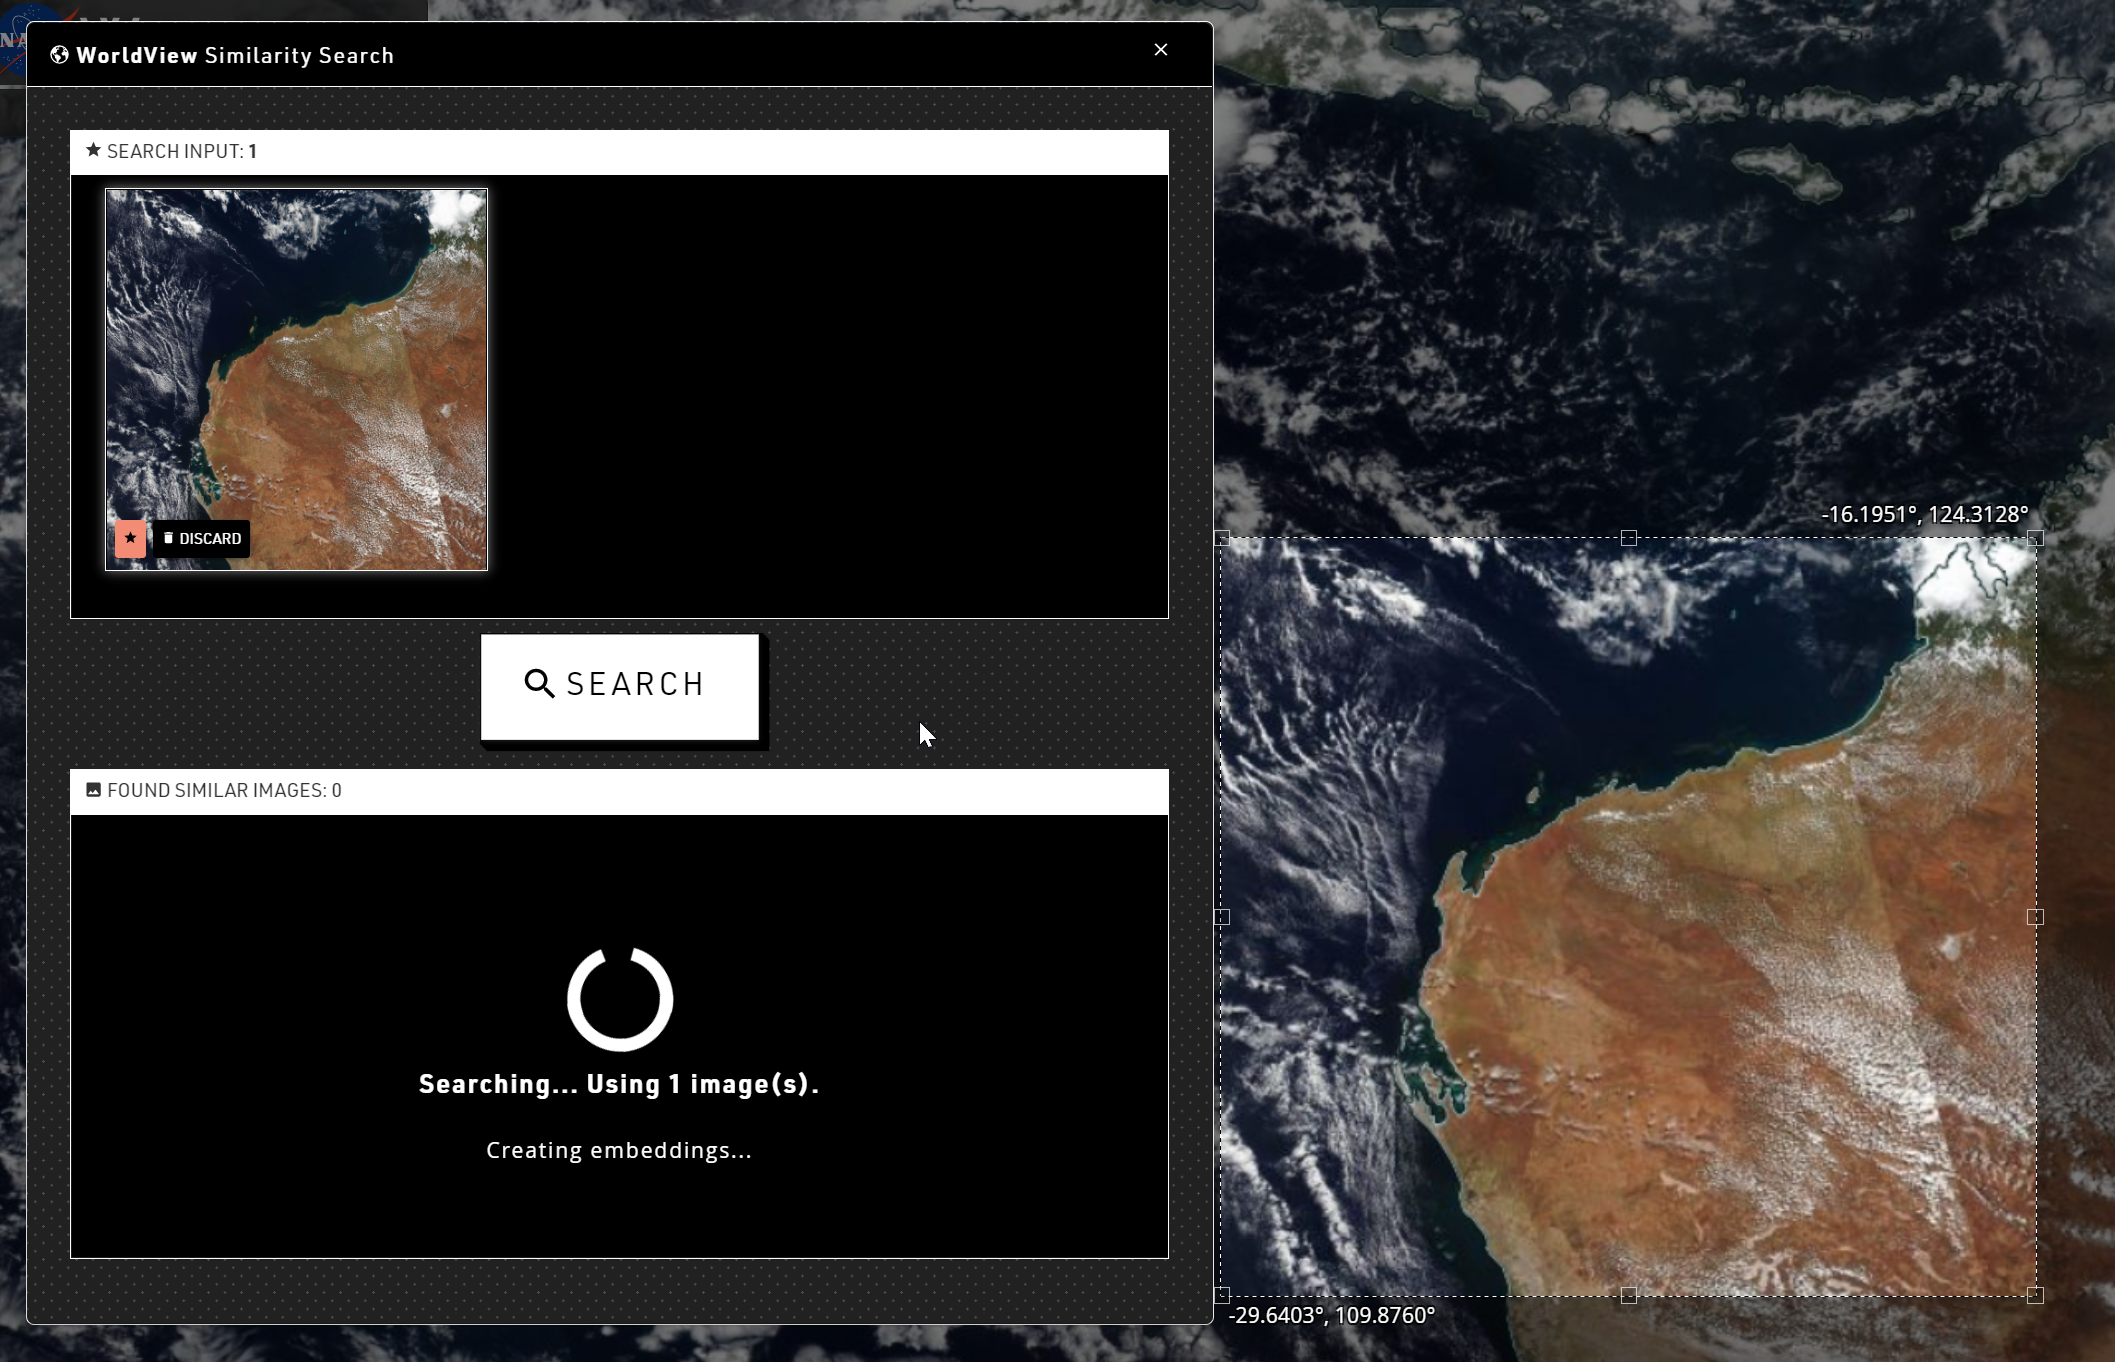 WorldView Similarity Search
SEARCH INPUT: 1
DISCARD
SEARCH
FOUND SIMILAR IMAGES: 0
Searching... Using 1 image(s).
Creating embeddings...
-16.1951°, 124.3128°
-29.6403°, 109.8760°